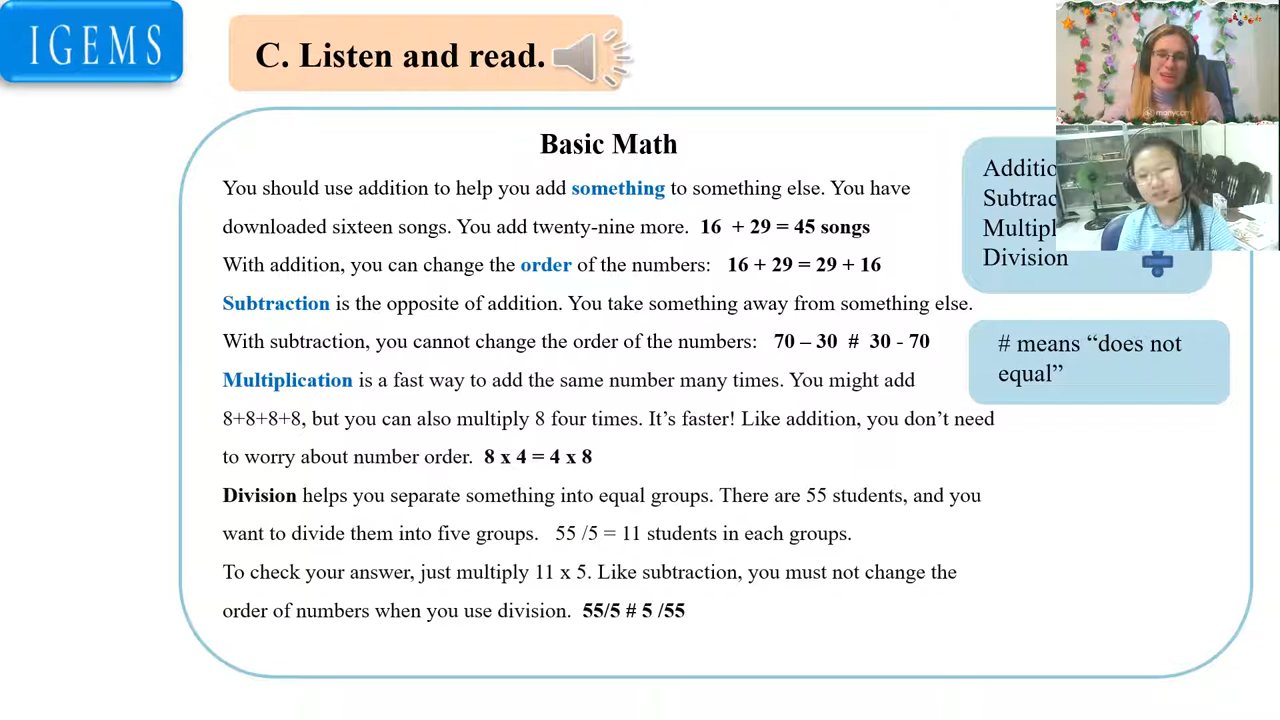 IGEMS
C. Listen and read.
Basic Math
You should use addition to help you add something to something else. You have
downloaded sixteen songs. You add twenty-nine more. 16 + 29 = 45 songs
With addition, you can change the order of the numbers: 16 + 29 = 29 + 16
Subtraction is the opposite of addition. You take something away from something else.
With subtraction, you cannot change the order of the numbers: 70 – 30 # 30 - 70
Multiplication is a fast way to add the same number many times. You might add
8+8+8+8, but you can also multiply 8 four times. It’s faster! Like addition, you don’t need
to worry about number order. 8 x 4 = 4 x 8
Division helps you separate something into equal groups. There are 55 students, and you
want to divide them into five groups. 55 /5 = 11 students in each groups.
To check your answer, just multiply 11 x 5. Like subtraction, you must not change the
order of numbers when you use division. 55/5 # 5 /55
Additio
Subtrac
Multipl
Division
# means “does not
equal”
manycam